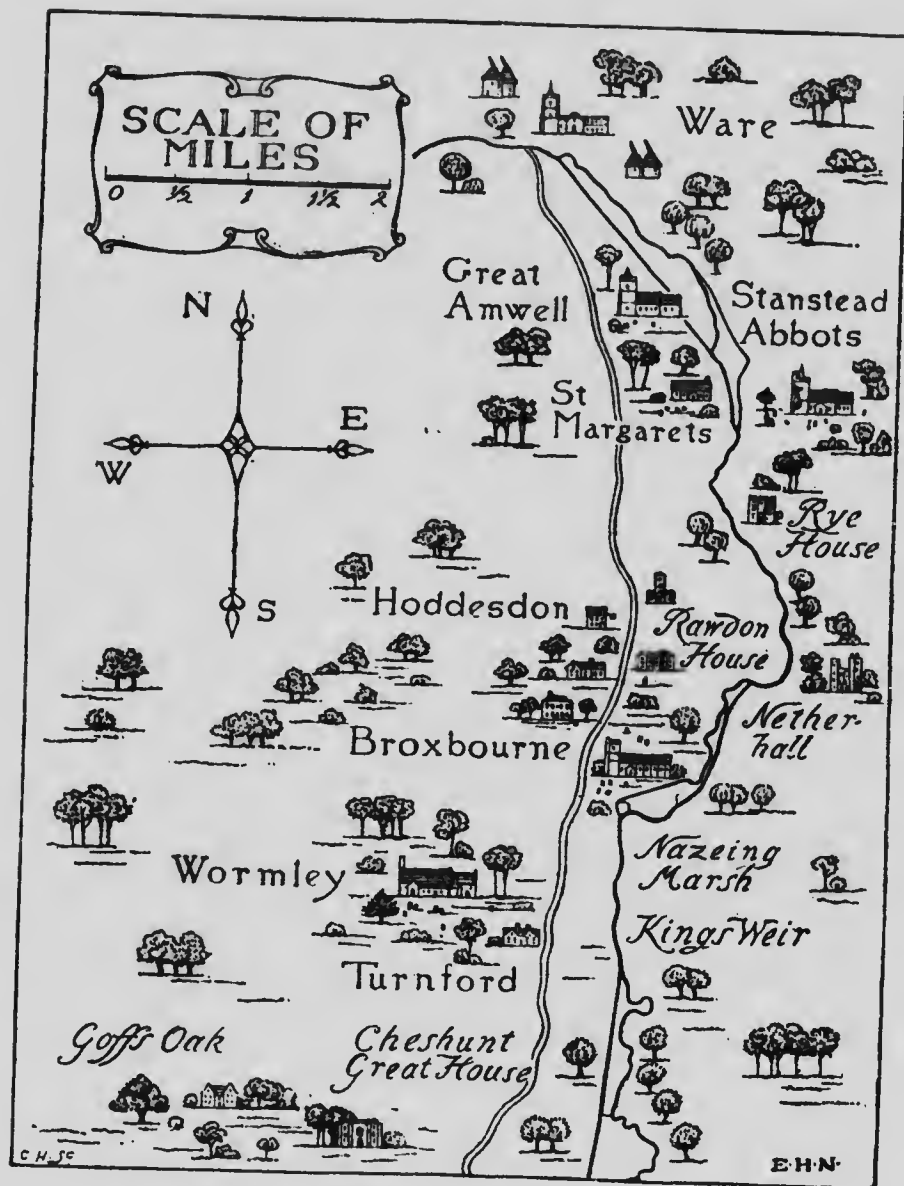 SCALE OF
MILES
0 ½ 1 1½ 2
Ware
N
Great
Amwell
Stanstead
Abbots
E
W
St
Margarets
Rye
House
S
Hoddesdon
Rawdon
House
Nether-
hall
Broxbourne
Nazeing
Marsh
Wormley
Kings Weir
Turnford
Goff's Oak
Cheshunt
Great House
C H. Sc
E·H·N·